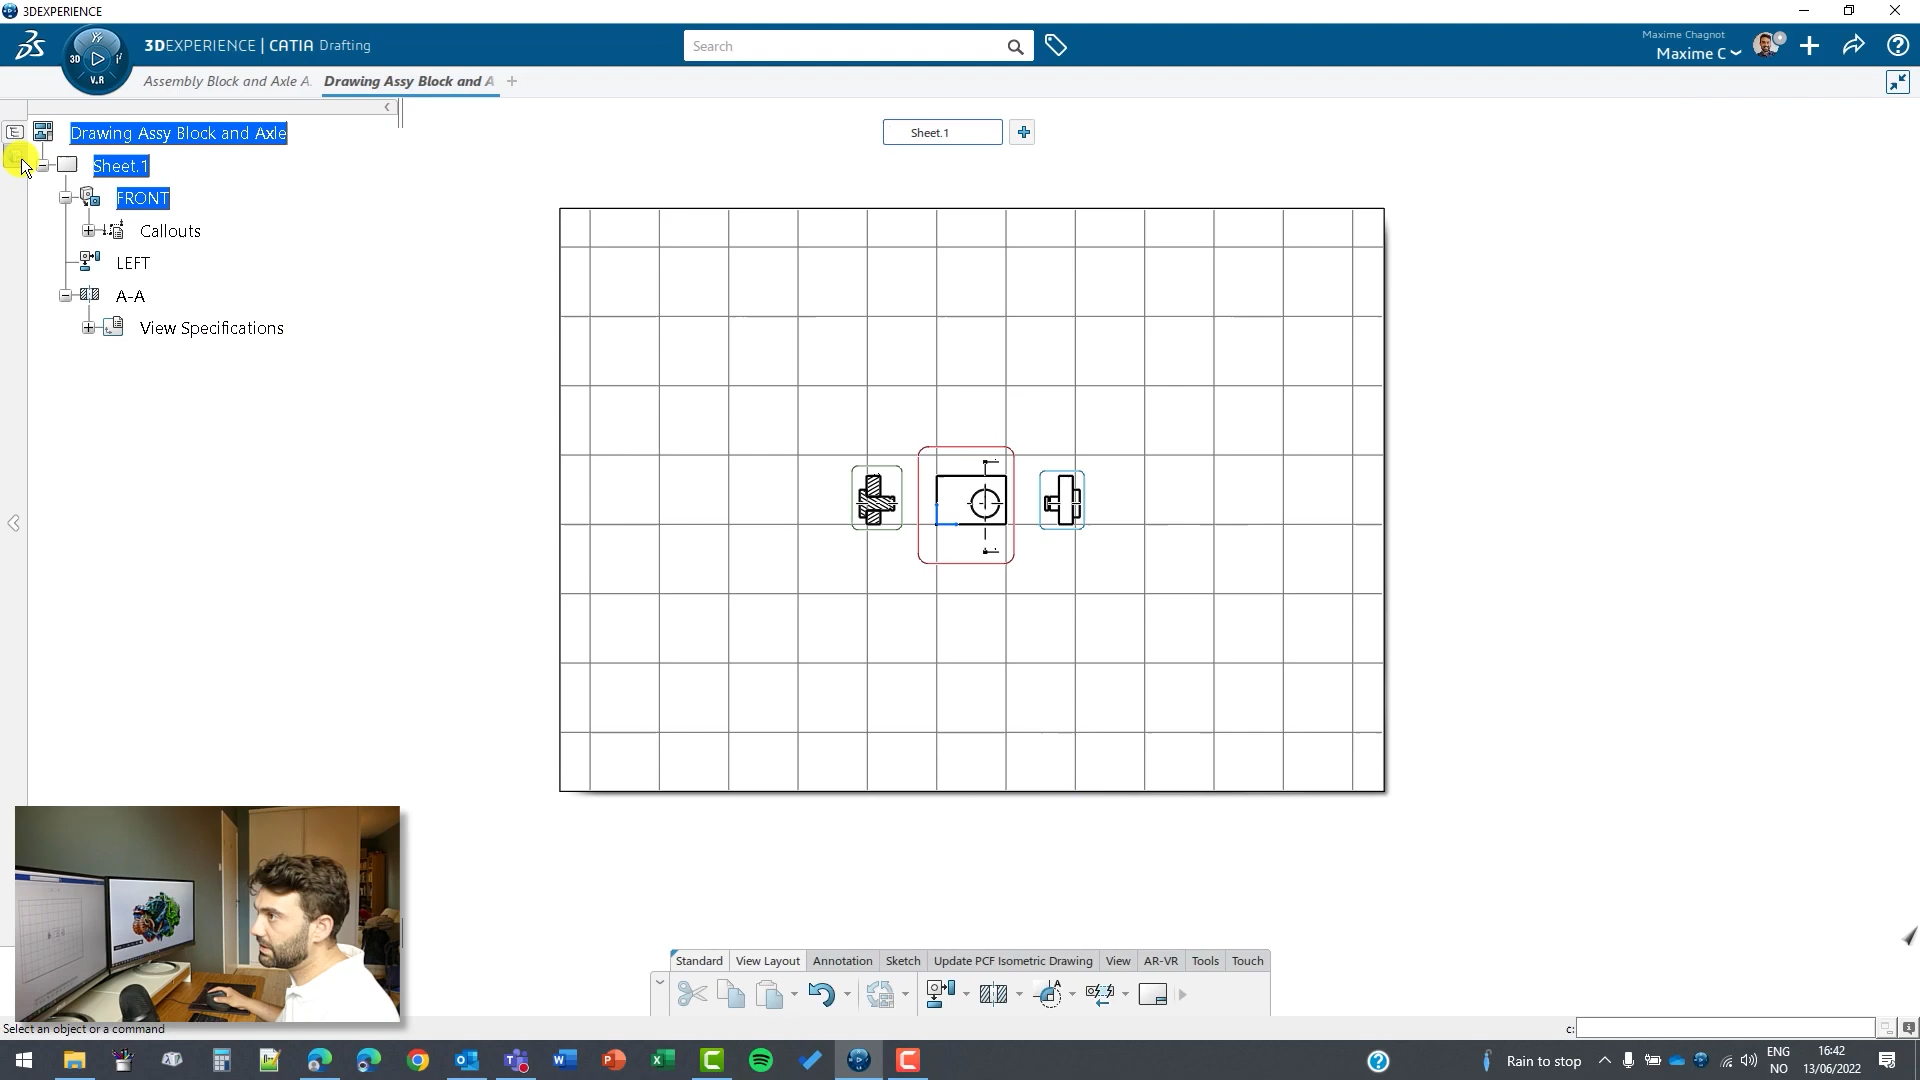 3DEXPERIENCE
3DEXPERIENCE | CATIA Drafting
3D
V.R
Search
Maxime Chagnot
Maxime C
Assembly Block and Axle A.
Drawing Assy Block and A
Sheet.1
Drawing Assy Block and Axle
Sheet.1
FRONT
Callouts
LEFT
A-A
View Specifications
Standard
View Layout
Annotation
Sketch
Update PCF Isometric Drawing
View
AR-VR
Tools
Touch
Select an object or a command
c:
Rain to stop
ENG
NO
16:42
13/06/2022